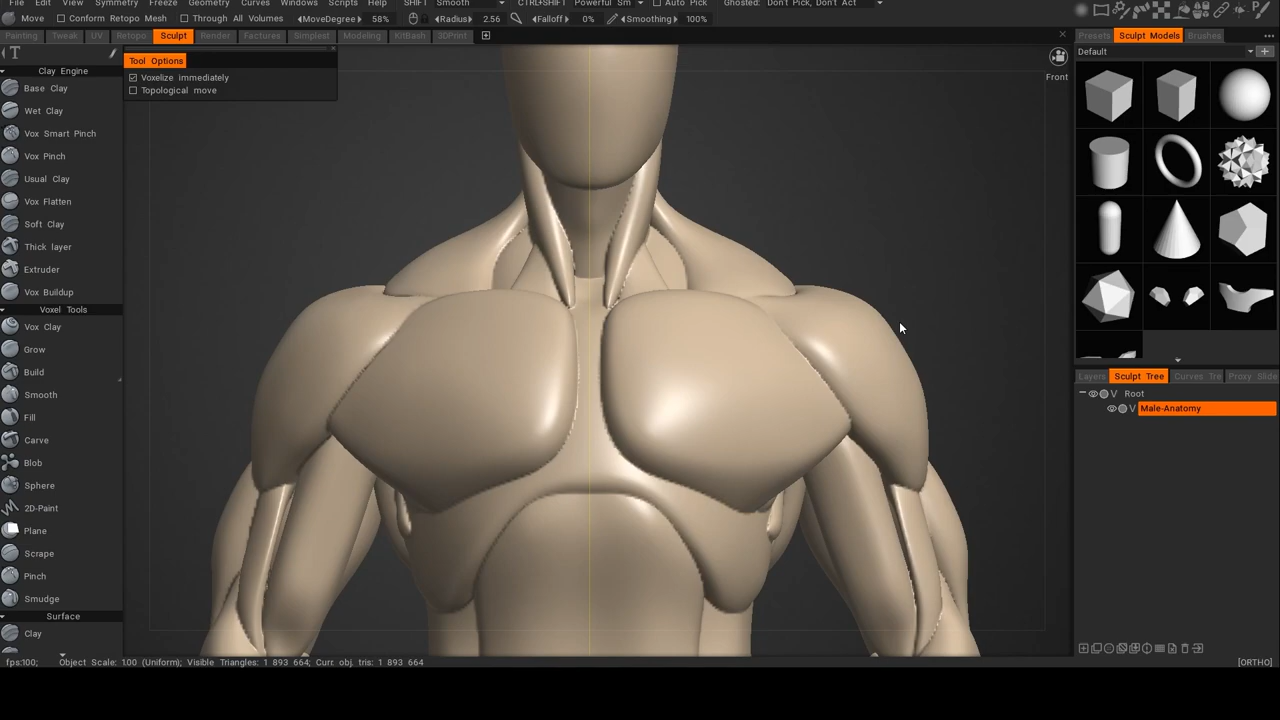 File Edit View Symmetry Freeze Geometry Curves Windows Scripts Help SHIFT Smooth CTRL+SHIFT Powerful Sm Auto Pick Ghosted: Don't Pick, Don't Act
Move Conform Retopo Mesh Through All Volumes MoveDegree 58% Radius 2.56 Falloff 0% Smoothing 100%
Painting Tweak UV Retopo Sculpt Render Factures Simplest Modeling KitBash 3DPrint
Presets Sculpt Models Brushes
Default
Tool Options
Voxelize immediately
Topological move
Front
Clay Engine
Base Clay
Wet Clay
Vox Smart Pinch
Vox Pinch
Usual Clay
Vox Flatten
Soft Clay
Thick layer
Extruder
Vox Buildup
Voxel Tools
Vox Clay
Grow
Build
Smooth
Fill
Carve
Blob
Sphere
2D-Paint
Plane
Scrape
Pinch
Smudge
Surface
Clay
Layers Sculpt Tree Curves Tre Proxy Slide
V Root
V Male-Anatomy
fps:100; Object Scale: 1.00 (Uniform); Visible Triangles: 1 893 664; Curr. obj. tris: 1 893 664
[ORTHO]